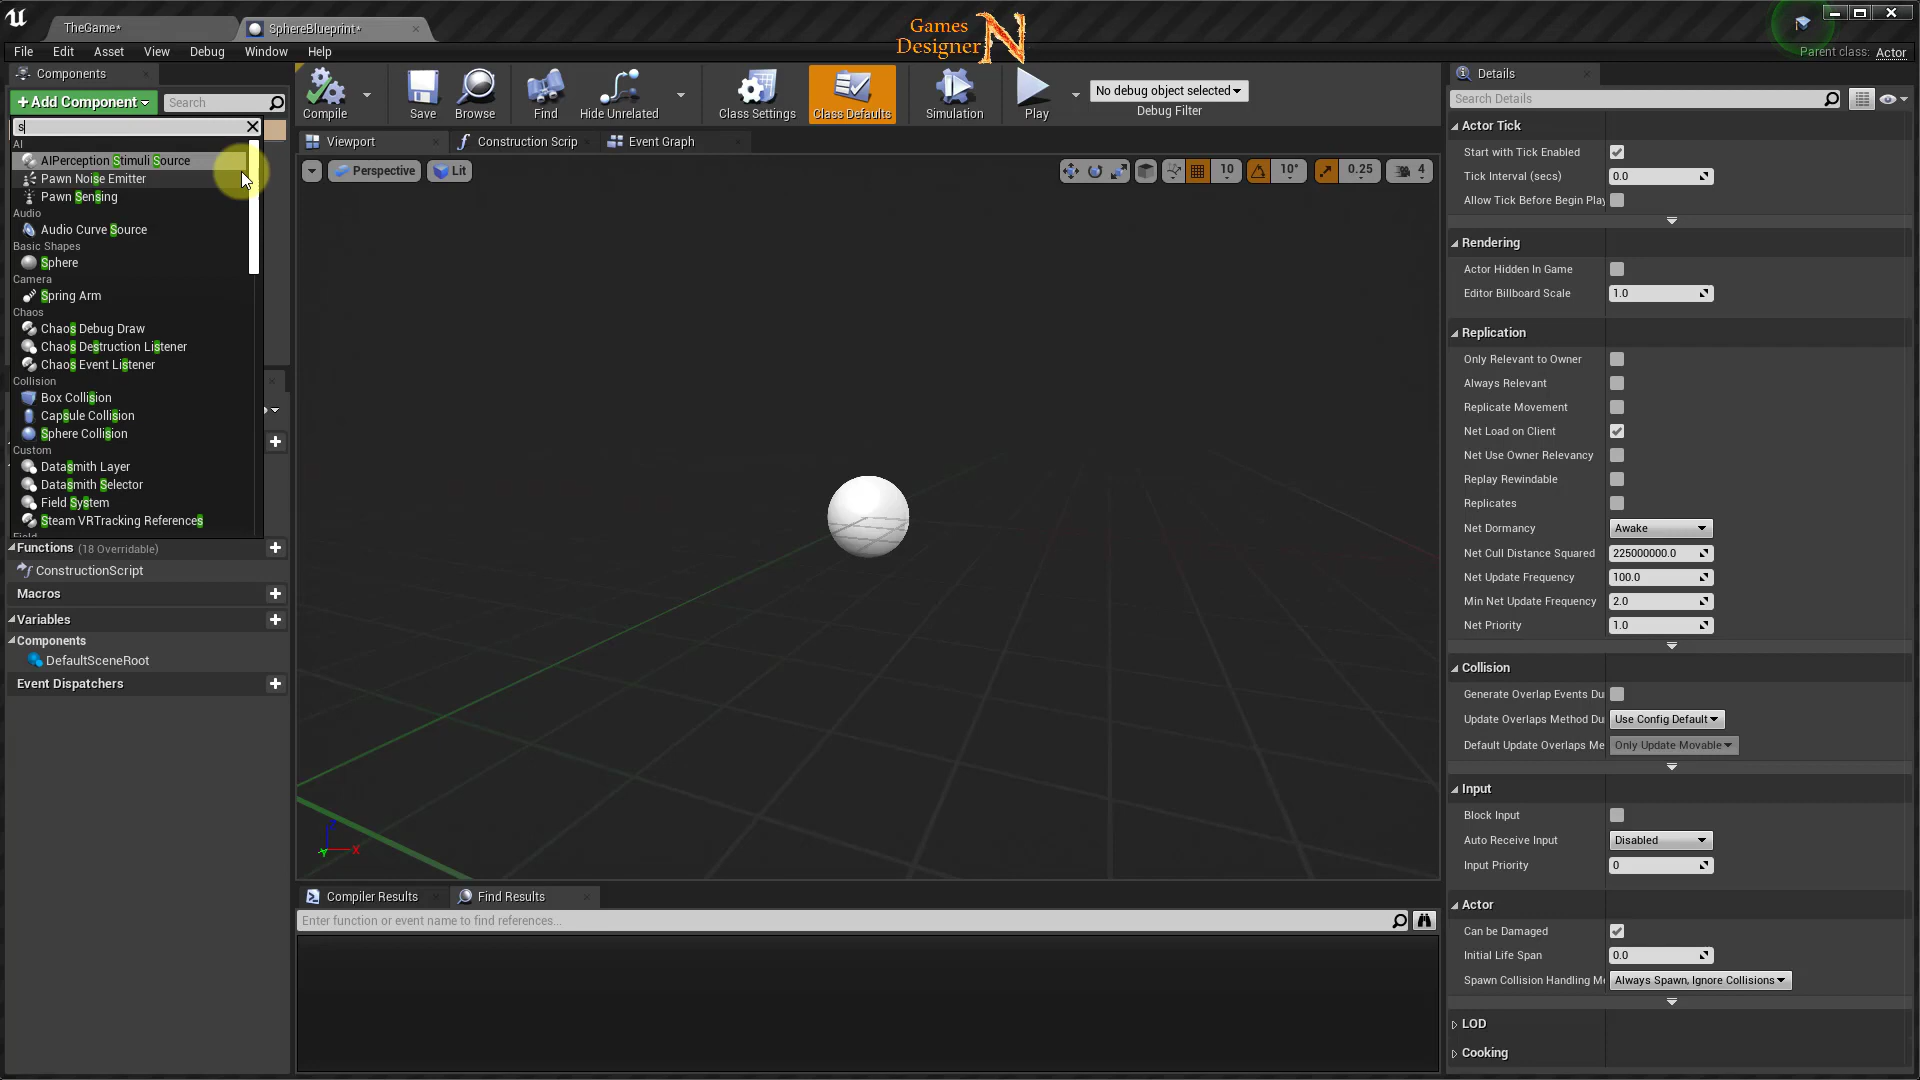 TheGame*
SphereBlueprint*
Games
Designer
N
Parent class: Actor
File Edit Asset View Debug Window Help
Components
+Add Component
Search
Compile
Save
Browse
Find
Hide Unrelated
Class Settings
Class Defaults
Simulation
Play
No debug object selected
Debug Filter
s
AI
AIPerception Stimuli Source
Pawn Noise Emitter
Pawn Sensing
Audio
Audio Curve Source
Basic Shapes
Sphere
Camera
Spring Arm
Chaos
Chaos Debug Draw
Chaos Destruction Listener
Chaos Event Listener
Collision
Box Collision
Capsule Collision
Sphere Collision
Custom
Datasmith Layer
Datasmith Selector
Field System
Steam VRTracking References
Functions (18 Overridable)
ConstructionScript
Macros
Variables
Components
DefaultSceneRoot
Event Dispatchers
Viewport
Construction Scrip
Event Graph
Perspective
Lit
10
10°
0.25
4
Z
X
Y
Compiler Results
Find Results
Enter function or event name to find references...
Details
Search Details
Actor Tick
Start with Tick Enabled
Tick Interval (secs) 0.0
Allow Tick Before Begin Play
Rendering
Actor Hidden In Game
Editor Billboard Scale 1.0
Replication
Only Relevant to Owner
Always Relevant
Replicate Movement
Net Load on Client
Net Use Owner Relevancy
Replay Rewindable
Replicates
Net Dormancy Awake
Net Cull Distance Squared 225000000.0
Net Update Frequency 100.0
Min Net Update Frequency 2.0
Net Priority 1.0
Collision
Generate Overlap Events Du
Update Overlaps Method Du Use Config Default
Default Update Overlaps Me Only Update Movable
Input
Block Input
Auto Receive Input Disabled
Input Priority 0
Actor
Can be Damaged
Initial Life Span 0.0
Spawn Collision Handling Me Always Spawn, Ignore Collisions
LOD
Cooking